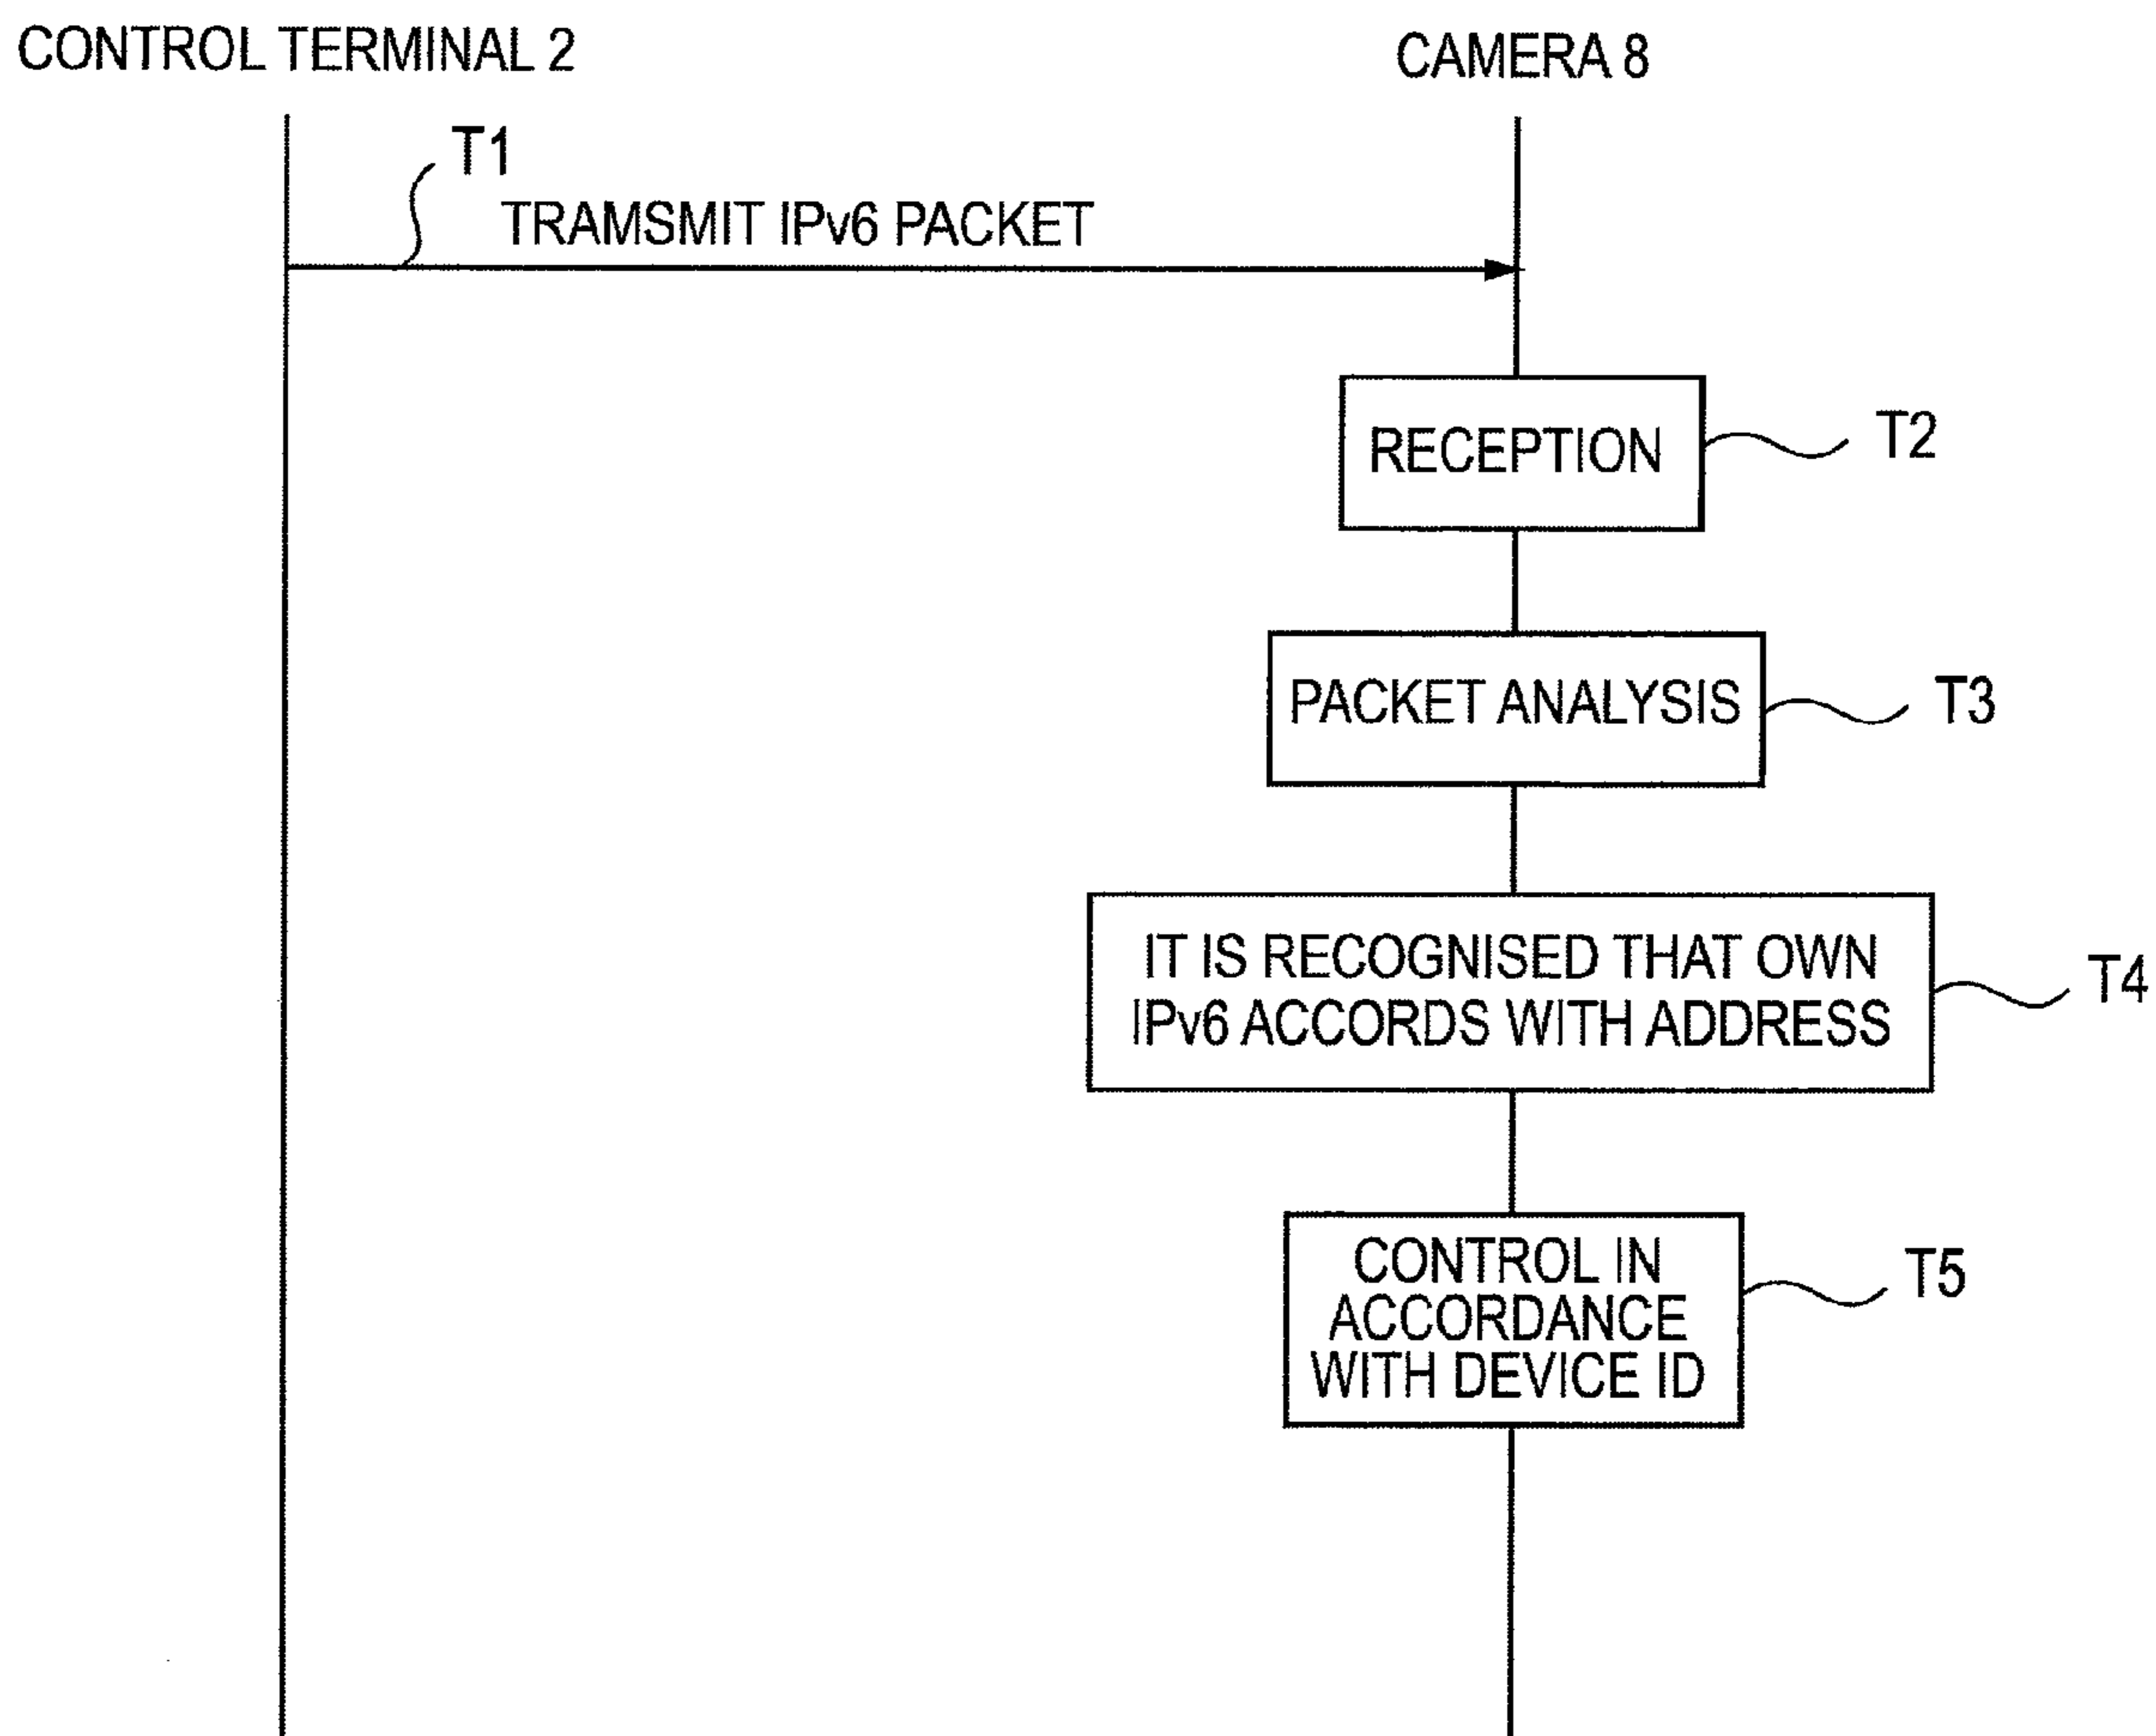 CONTROL TERMINAL 2
CAMERA 8
T1
TRAMSMIT IPv6 PACKET
RECEPTION
T2
PACKET ANALYSIS
T3
IT IS RECOGNISED THAT OWN
IPv6 ACCORDS WITH ADDRESS
T4
CONTROL IN
ACCORDANCE
WITH DEVICE ID
T5